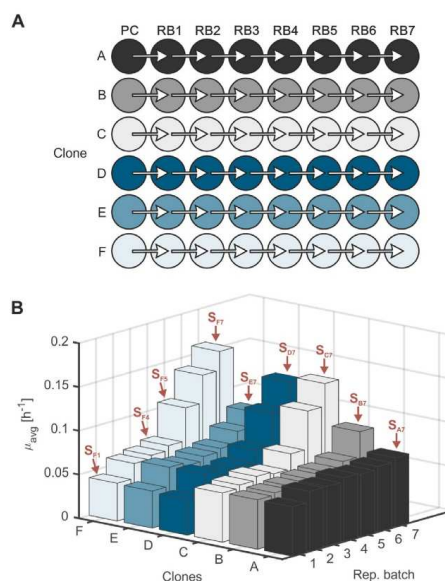 A
PC RB1 RB2 RB3 RB4 RB5 RB6 RB7
A
B
C
Clone
D
E
F
B
0.2
0.15
0.1
0.05
0
μavg [h⁻¹]
SF1
SF4
SF5
SF7
SE7
SD7
SC7
SB7
SA7
F E D C B A
Clones
1 2 3 4 5 6 7
Rep. batch